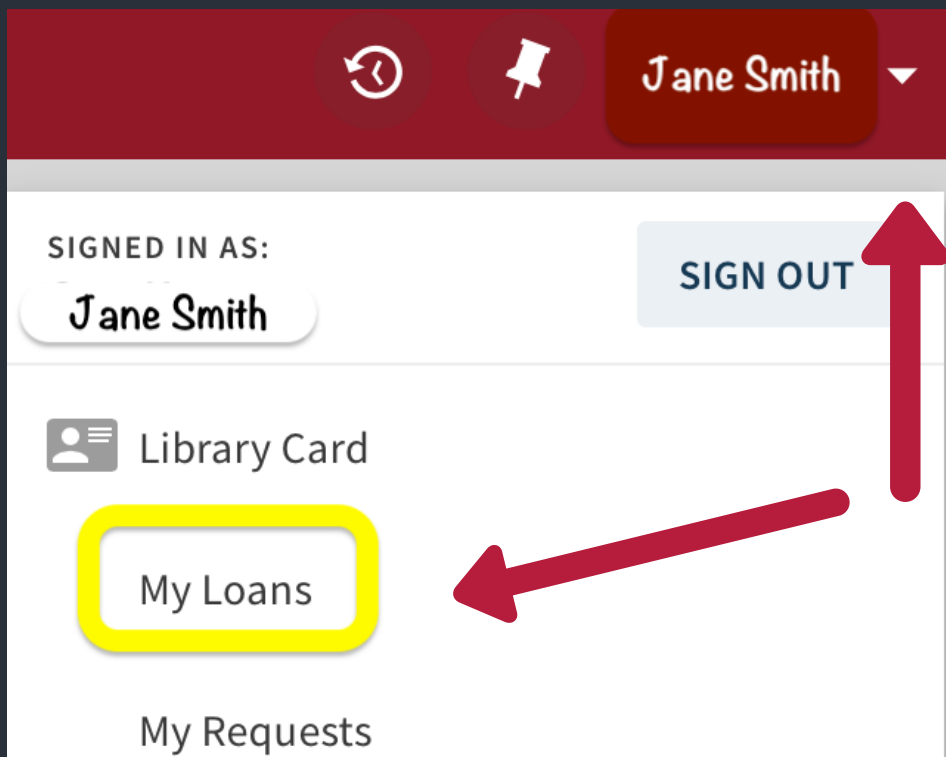 Jane Smith
SIGNED IN AS:
SIGN OUT
Jane Smith
Library Card
My Loans
My Requests